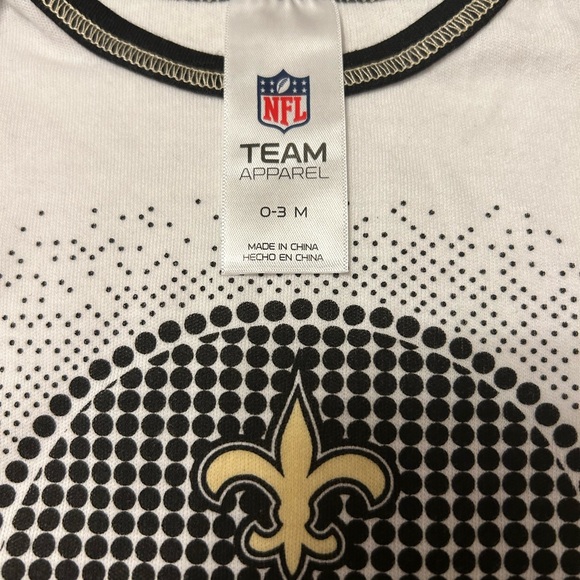 NFL
TEAM
APPAREL
0-3 M
MADE IN CHINA
HECHO EN CHINA